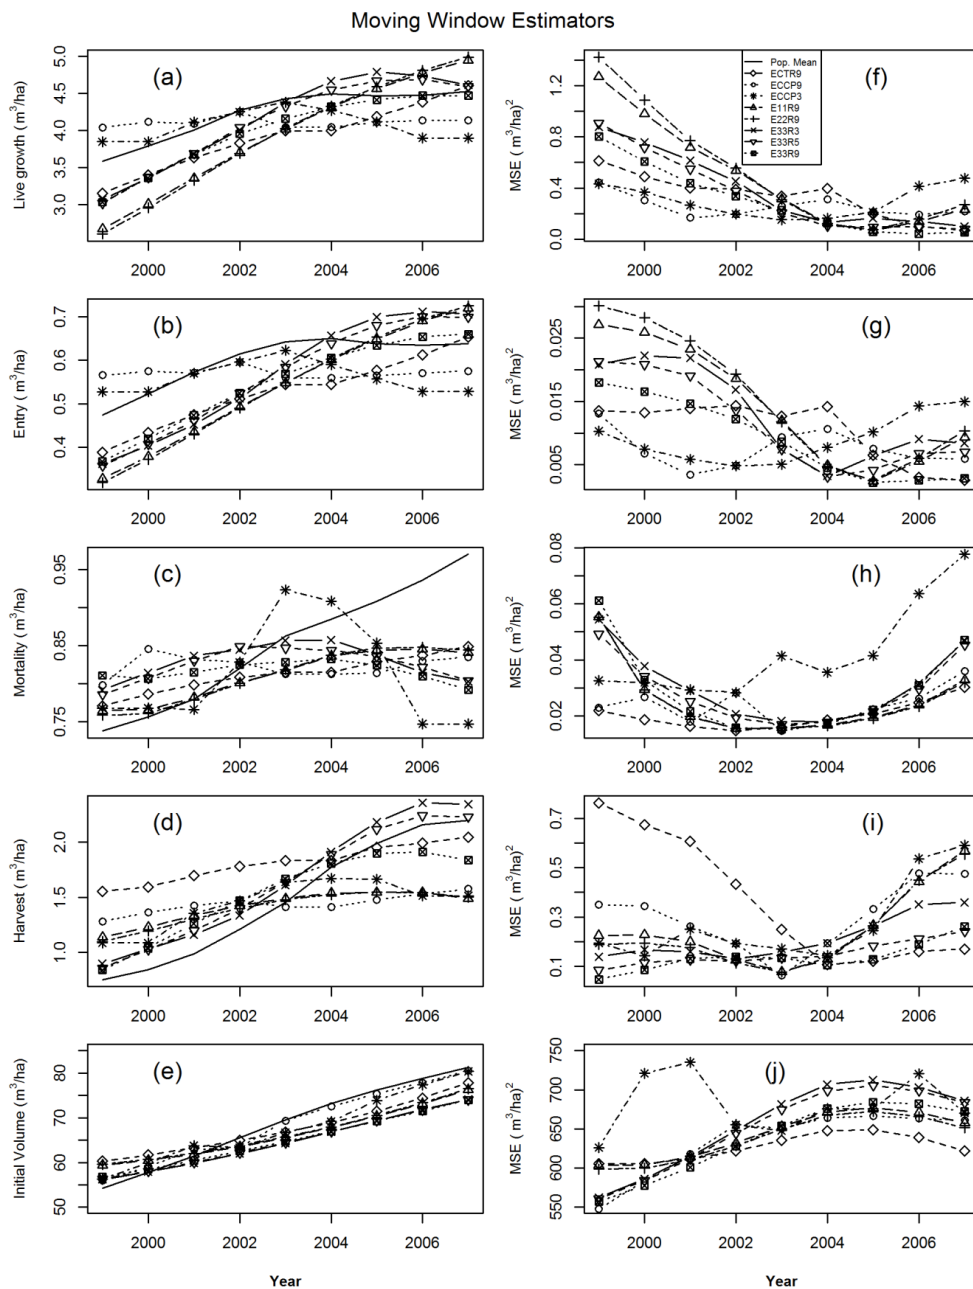 Moving Window Estimators
(a)
Live growth (m³/ha)
3.0 3.5 4.0 4.5 5.0
2000 2002 2004 2006
(f)
MSE ( m³/ha)²
0.0 0.4 0.8 1.2
2000 2002 2004 2006
Pop. Mean
ECTR9
ECCP9
ECCP3
E11R9
E22R9
E33R3
E33R5
E33R9
(b)
Entry ( m³/ha)
0.4 0.5 0.6 0.7
2000 2002 2004 2006
(g)
MSE ( m³/ha)²
0.005 0.015 0.025
2000 2002 2004 2006
(c)
Mortality ( m³/ha)
0.75 0.85 0.95
2000 2002 2004 2006
(h)
MSE ( m³/ha)²
0.02 0.04 0.06 0.08
2000 2002 2004 2006
(d)
Harvest ( m³/ha)
1.0 1.5 2.0
2000 2002 2004 2006
(i)
MSE ( m³/ha)²
0.1 0.3 0.5 0.7
2000 2002 2004 2006
(e)
Initial Volume (m³/ha)
50 60 70 80
2000 2002 2004 2006
Year
(j)
MSE ( m³/ha)²
550 600 650 700 750
2000 2002 2004 2006
Year